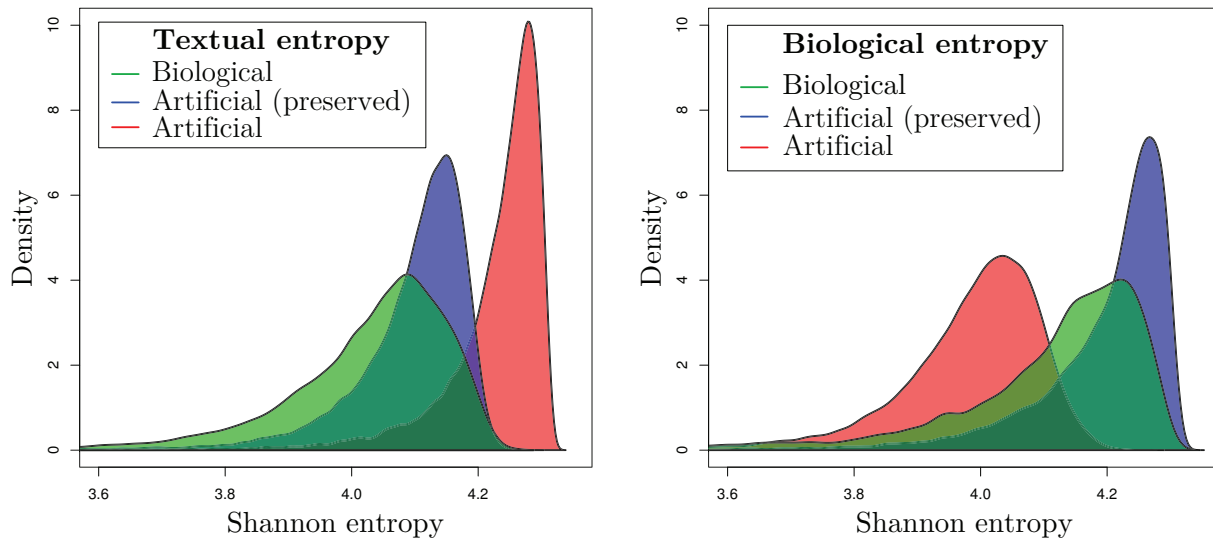 Textual entropy
Biological
Artificial (preserved)
Artificial
Density
0
2
4
6
8
10
3.6
3.8
4.0
4.2
Shannon entropy
Biological entropy
Biological
Artificial (preserved)
Artificial
Density
0
2
4
6
8
10
3.6
3.8
4.0
4.2
Shannon entropy